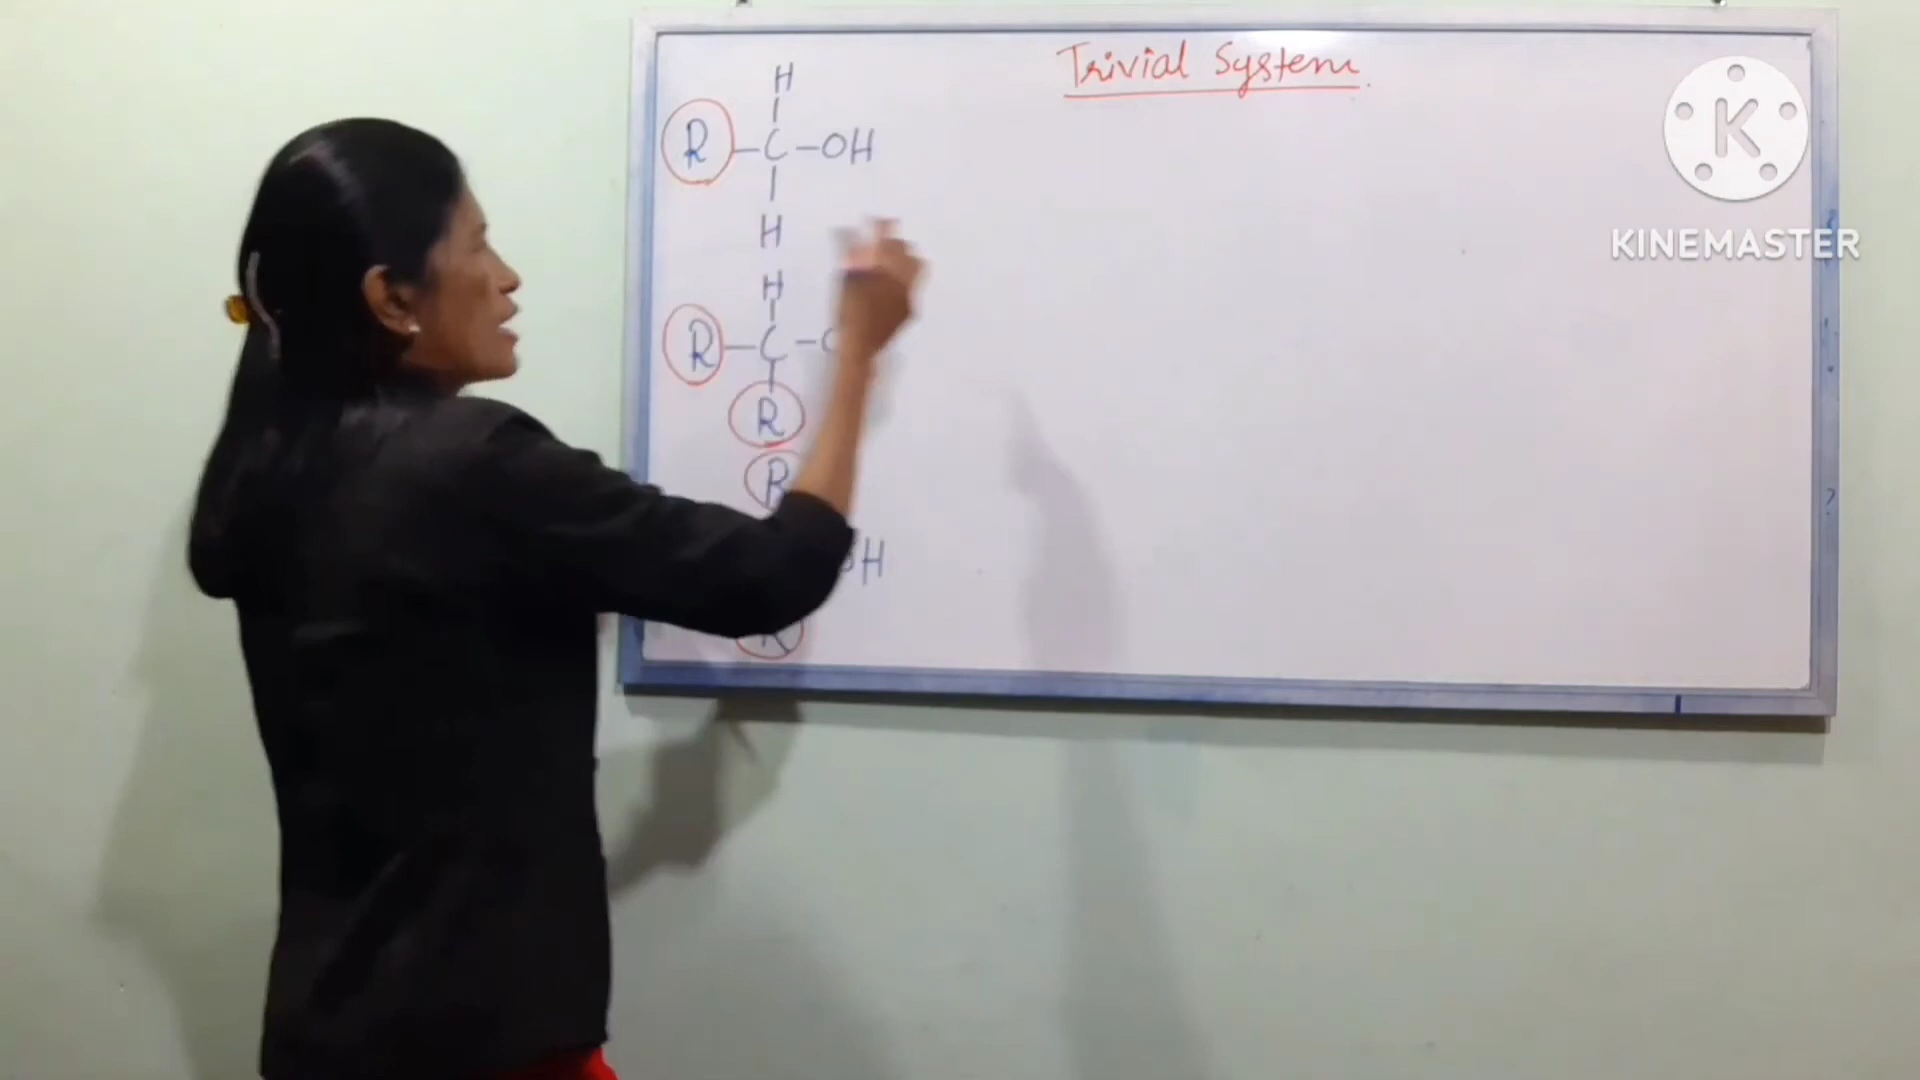 Trivial System.
H
R-C-OH
H
H
R-C-
R
R
H
R
K
KINEMASTER